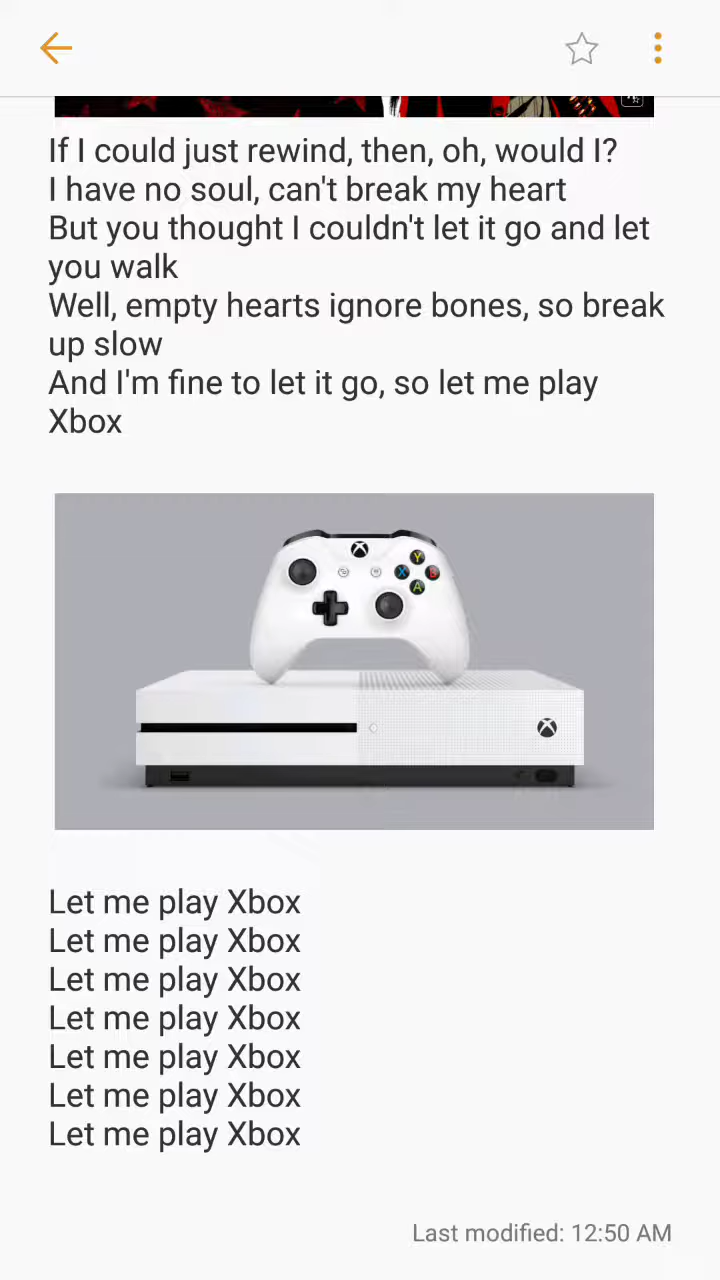 If I could just rewind, then, oh, would I?
I have no soul, can't break my heart
But you thought I couldn't let it go and let
you walk
Well, empty hearts ignore bones, so break
up slow
And I'm fine to let it go, so let me play
Xbox
Y
X B
A
Let me play Xbox
Let me play Xbox
Let me play Xbox
Let me play Xbox
Let me play Xbox
Let me play Xbox
Let me play Xbox
Last modified: 12:50 AM